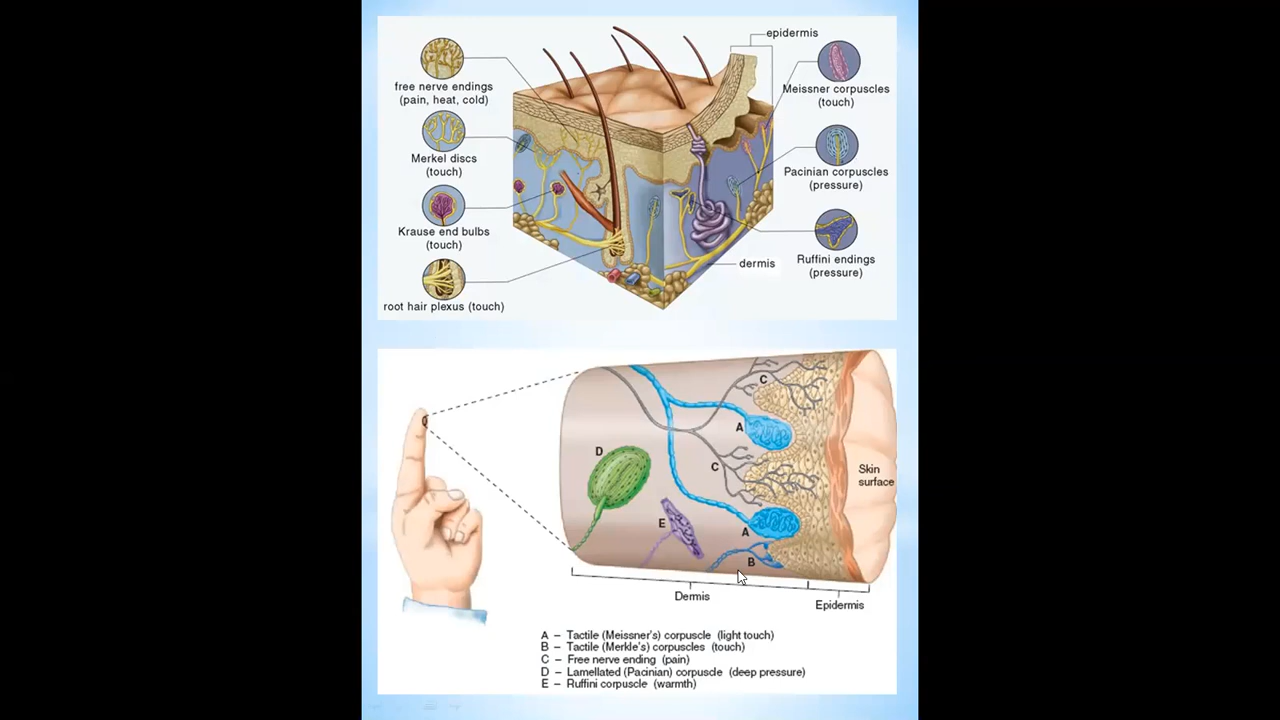 epidermis
free nerve endings
(pain, heat, cold)
Merkel discs
(touch)
Krause end bulbs
(touch)
root hair plexus (touch)
Meissner corpuscles
(touch)
Pacinian corpuscles
(pressure)
Ruffini endings
(pressure)
dermis
C
A
D
C
Skin
surface
E
A
B
Dermis
Epidermis
A – Tactile (Meissner's) corpuscle (light touch)
B – Tactile (Merkle's) corpuscles (touch)
C – Free nerve ending (pain)
D – Lamellated (Pacinian) corpuscle (deep pressure)
E – Ruffini corpuscle (warmth)